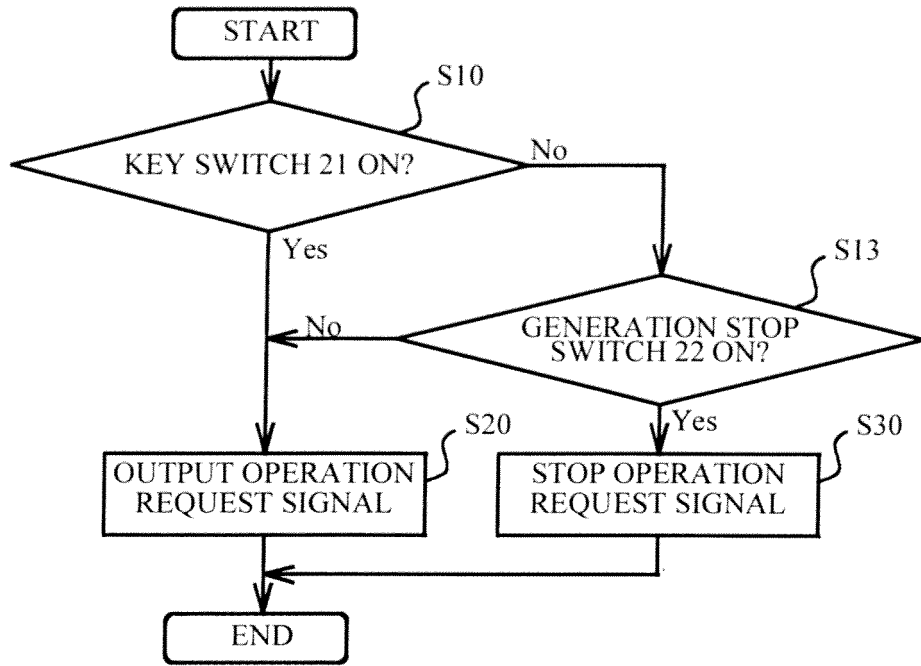 START
S10
KEY SWITCH 21 ON?
No
Yes
S13
GENERATION STOP
SWITCH 22 ON?
No
Yes
S20
OUTPUT OPERATION
REQUEST SIGNAL
S30
STOP OPERATION
REQUEST SIGNAL
END